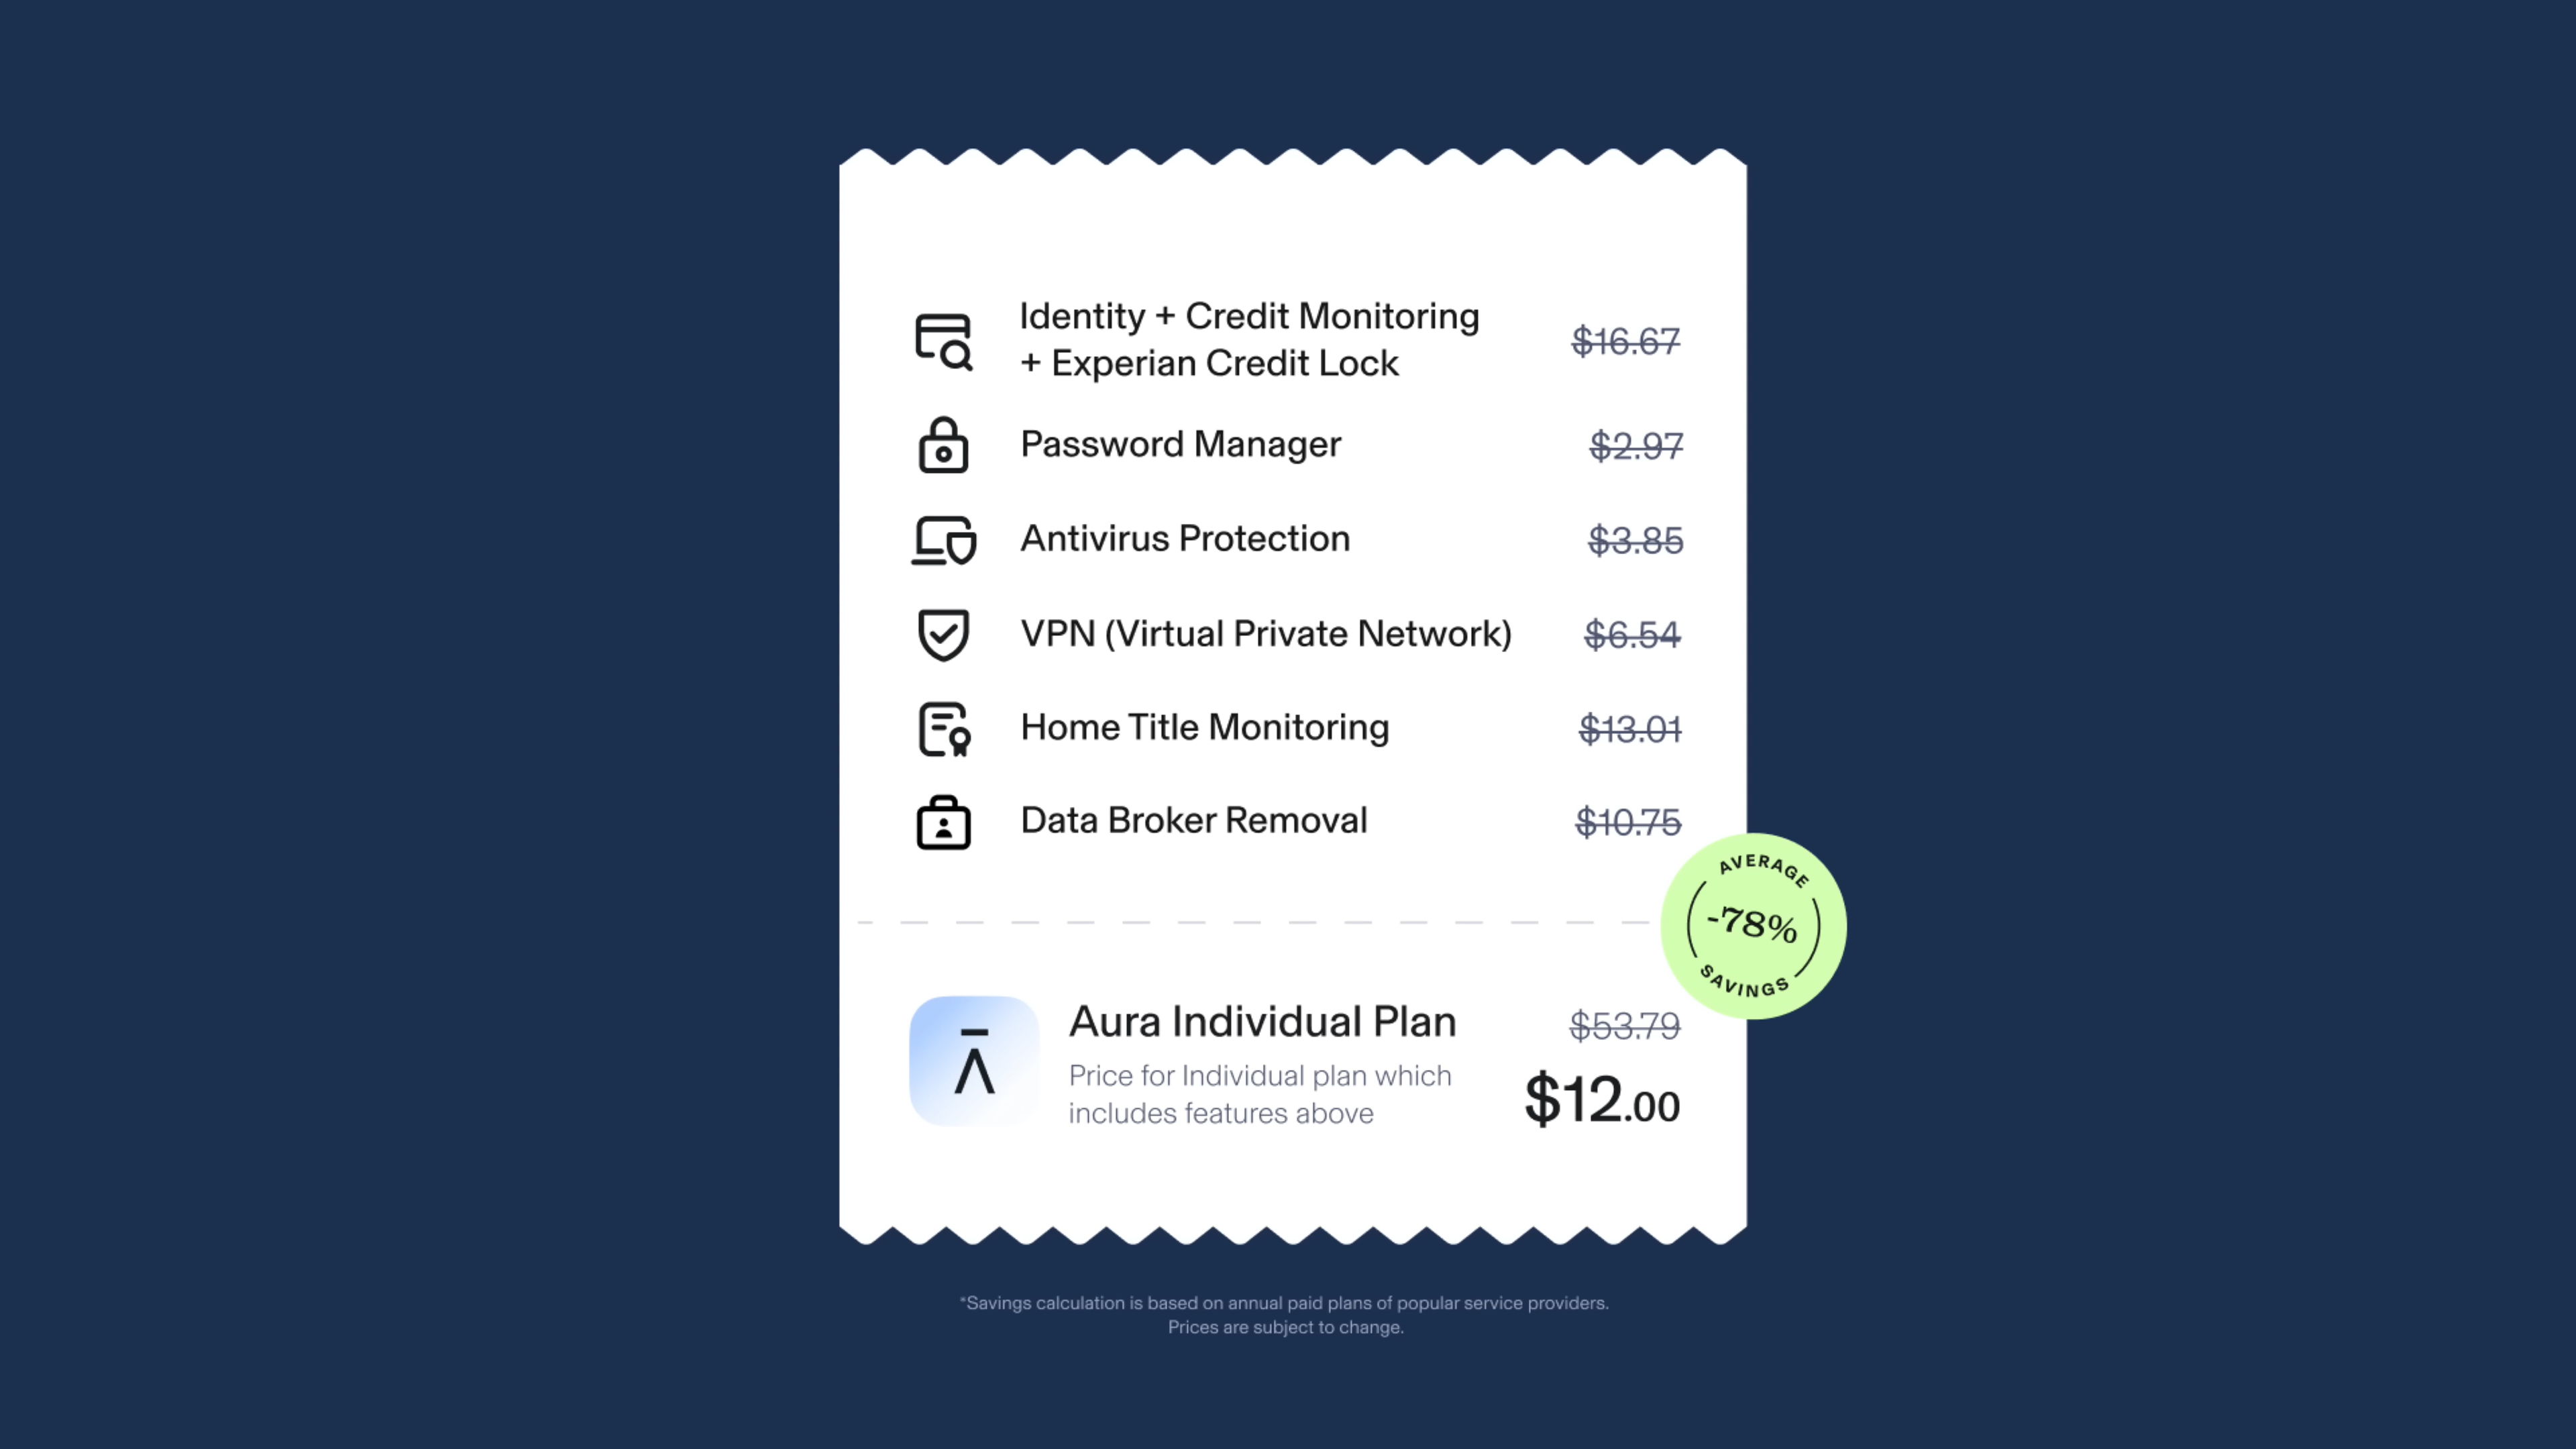 Identity + Credit Monitoring
+ Experian Credit Lock
$16.67
Password Manager
$2.97
Antivirus Protection
$3.85
VPN (Virtual Private Network)
$6.54
Home Title Monitoring
$13.01
Data Broker Removal
$10.75
AVERAGE
-78%
SAVINGS
Aura Individual Plan
$53.79
Price for Individual plan which
includes features above
$12.00
*Savings calculation is based on annual paid plans of popular service providers.
Prices are subject to change.